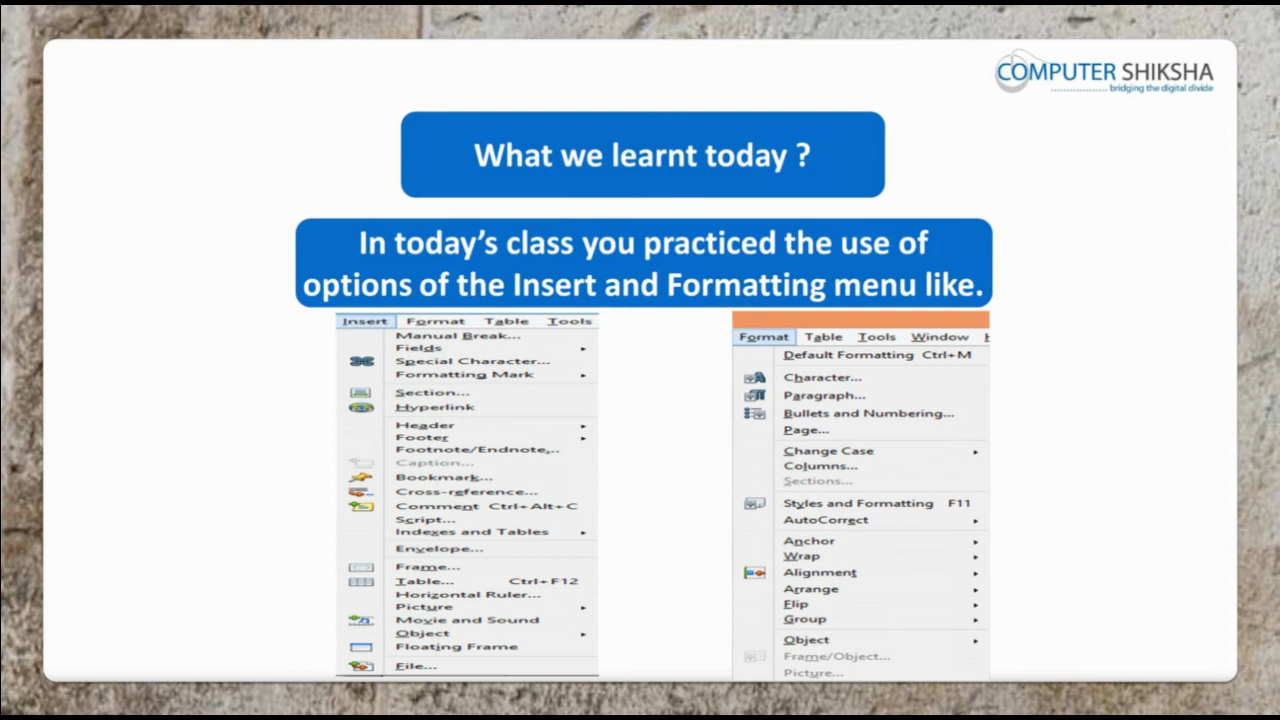 COMPUTER SHIKSHA
bridging the digital divide
What we learnt today ?
In today's class you practiced the use of
options of the Insert and Formatting menu like.
Insert Format Table Tools
Manual Break...
Fields
Special Character...
Formatting Mark
Section...
Hyperlink
Header
Footer
Footnote/Endnote...
Caption...
Bookmark...
Cross-reference...
Comment Ctrl+Alt+C
Script...
Indexes and Tables
Envelope...
Frame...
Table... Ctrl+F12
Horizontal Ruler...
Picture
Movie and Sound
Object
Floating Frame
File...
Format Table Tools Window
Default Formatting Ctrl+M
Character...
Paragraph...
Bullets and Numbering...
Page...
Change Case
Columns...
Sections...
Styles and Formatting F11
AutoCorrect
Anchor
Wrap
Alignment
Arrange
Flip
Group
Object
Frame/Object...
Picture...